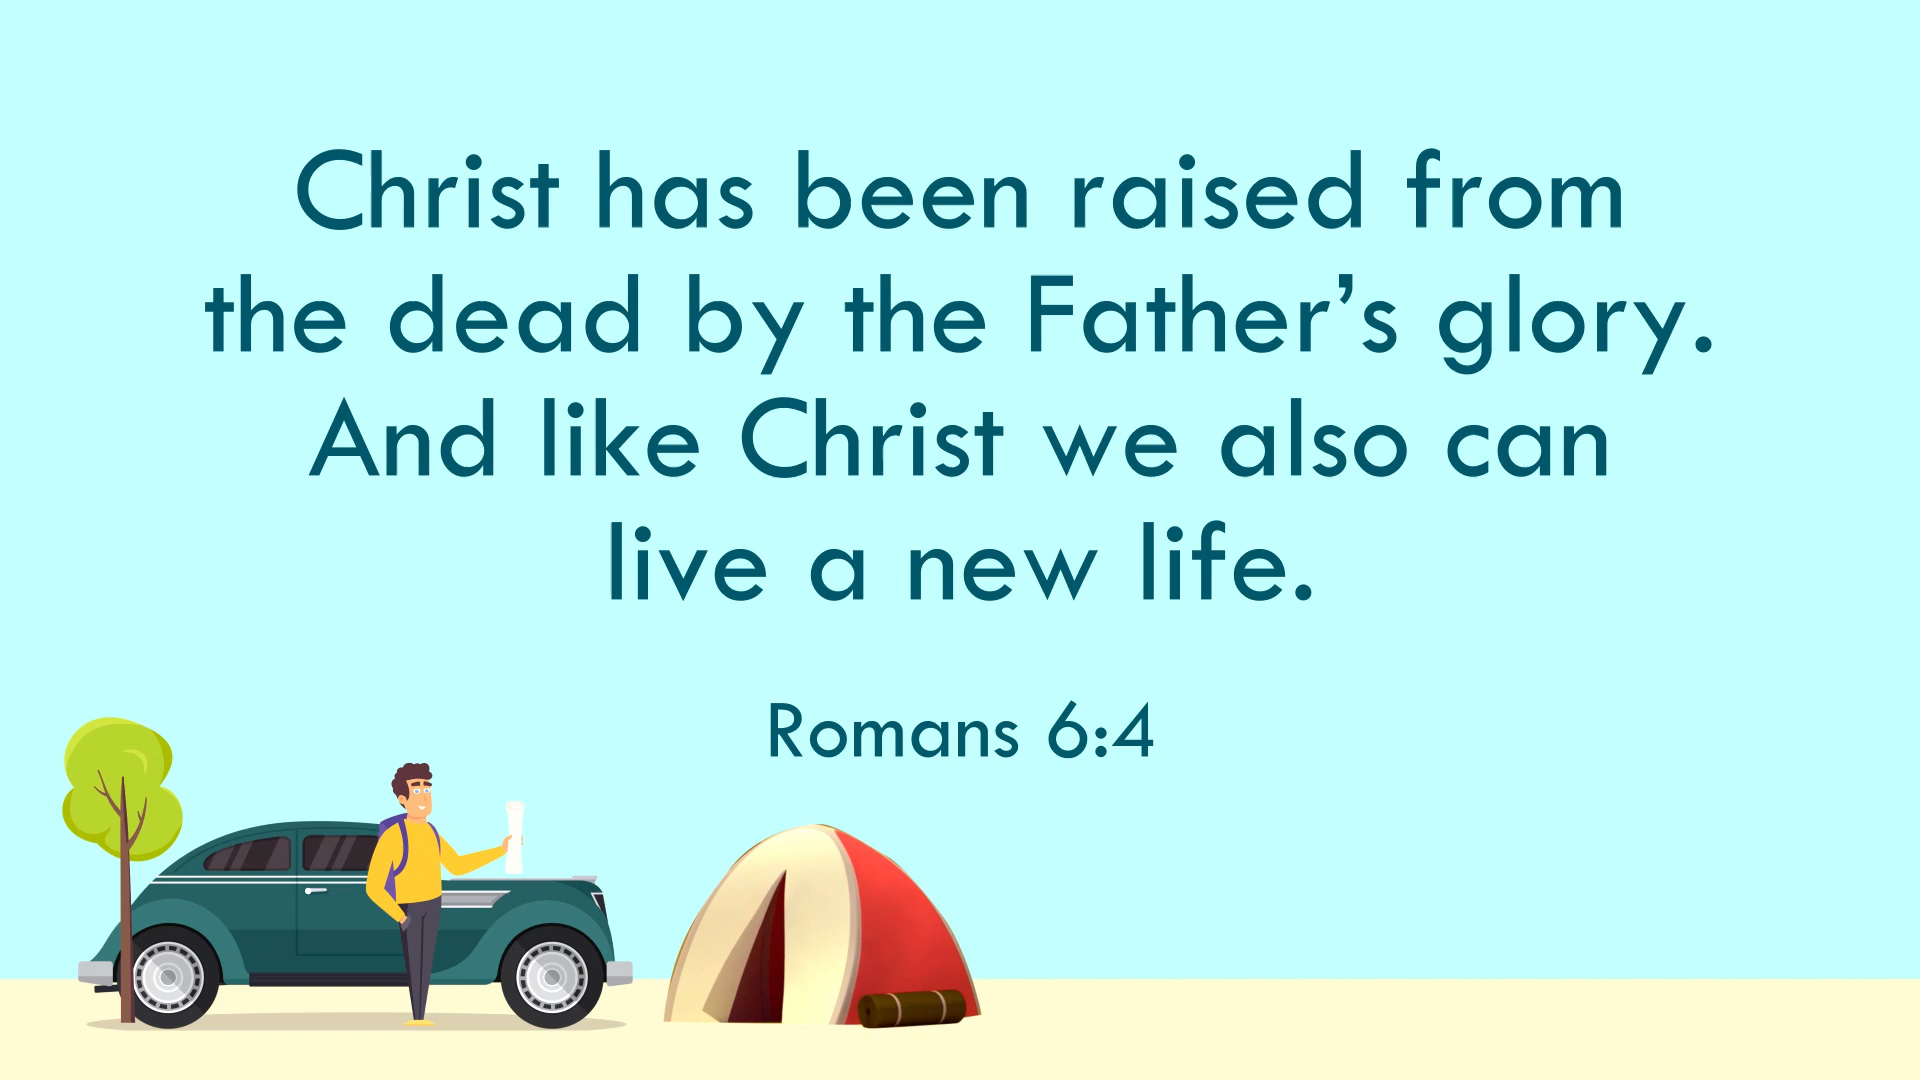 Christ has been raised from
the dead by the Father’s glory.
And like Christ we also can
live a new life.
Romans 6:4